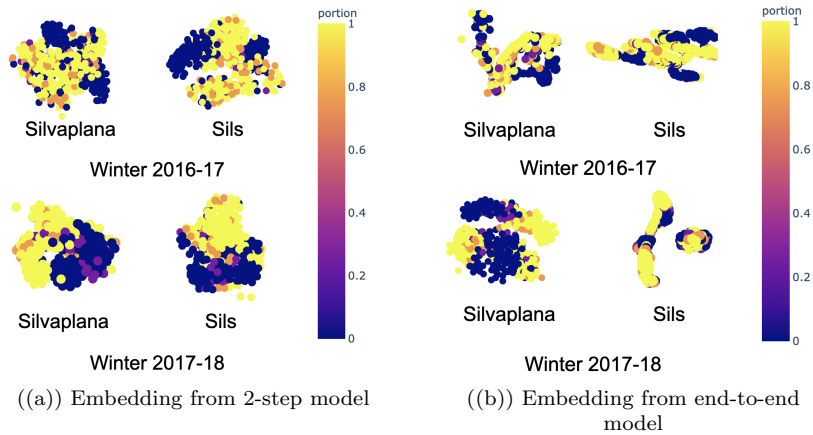 portion
1
0.8
0.6
0.4
0.2
0
Silvaplana Sils
Winter 2016-17
Silvaplana Sils
Winter 2017-18
((a)) Embedding from 2-step model
portion
1
0.8
0.6
0.4
0.2
0
Silvaplana Sils
Winter 2016-17
Silvaplana Sils
Winter 2017-18
((b)) Embedding from end-to-end
model